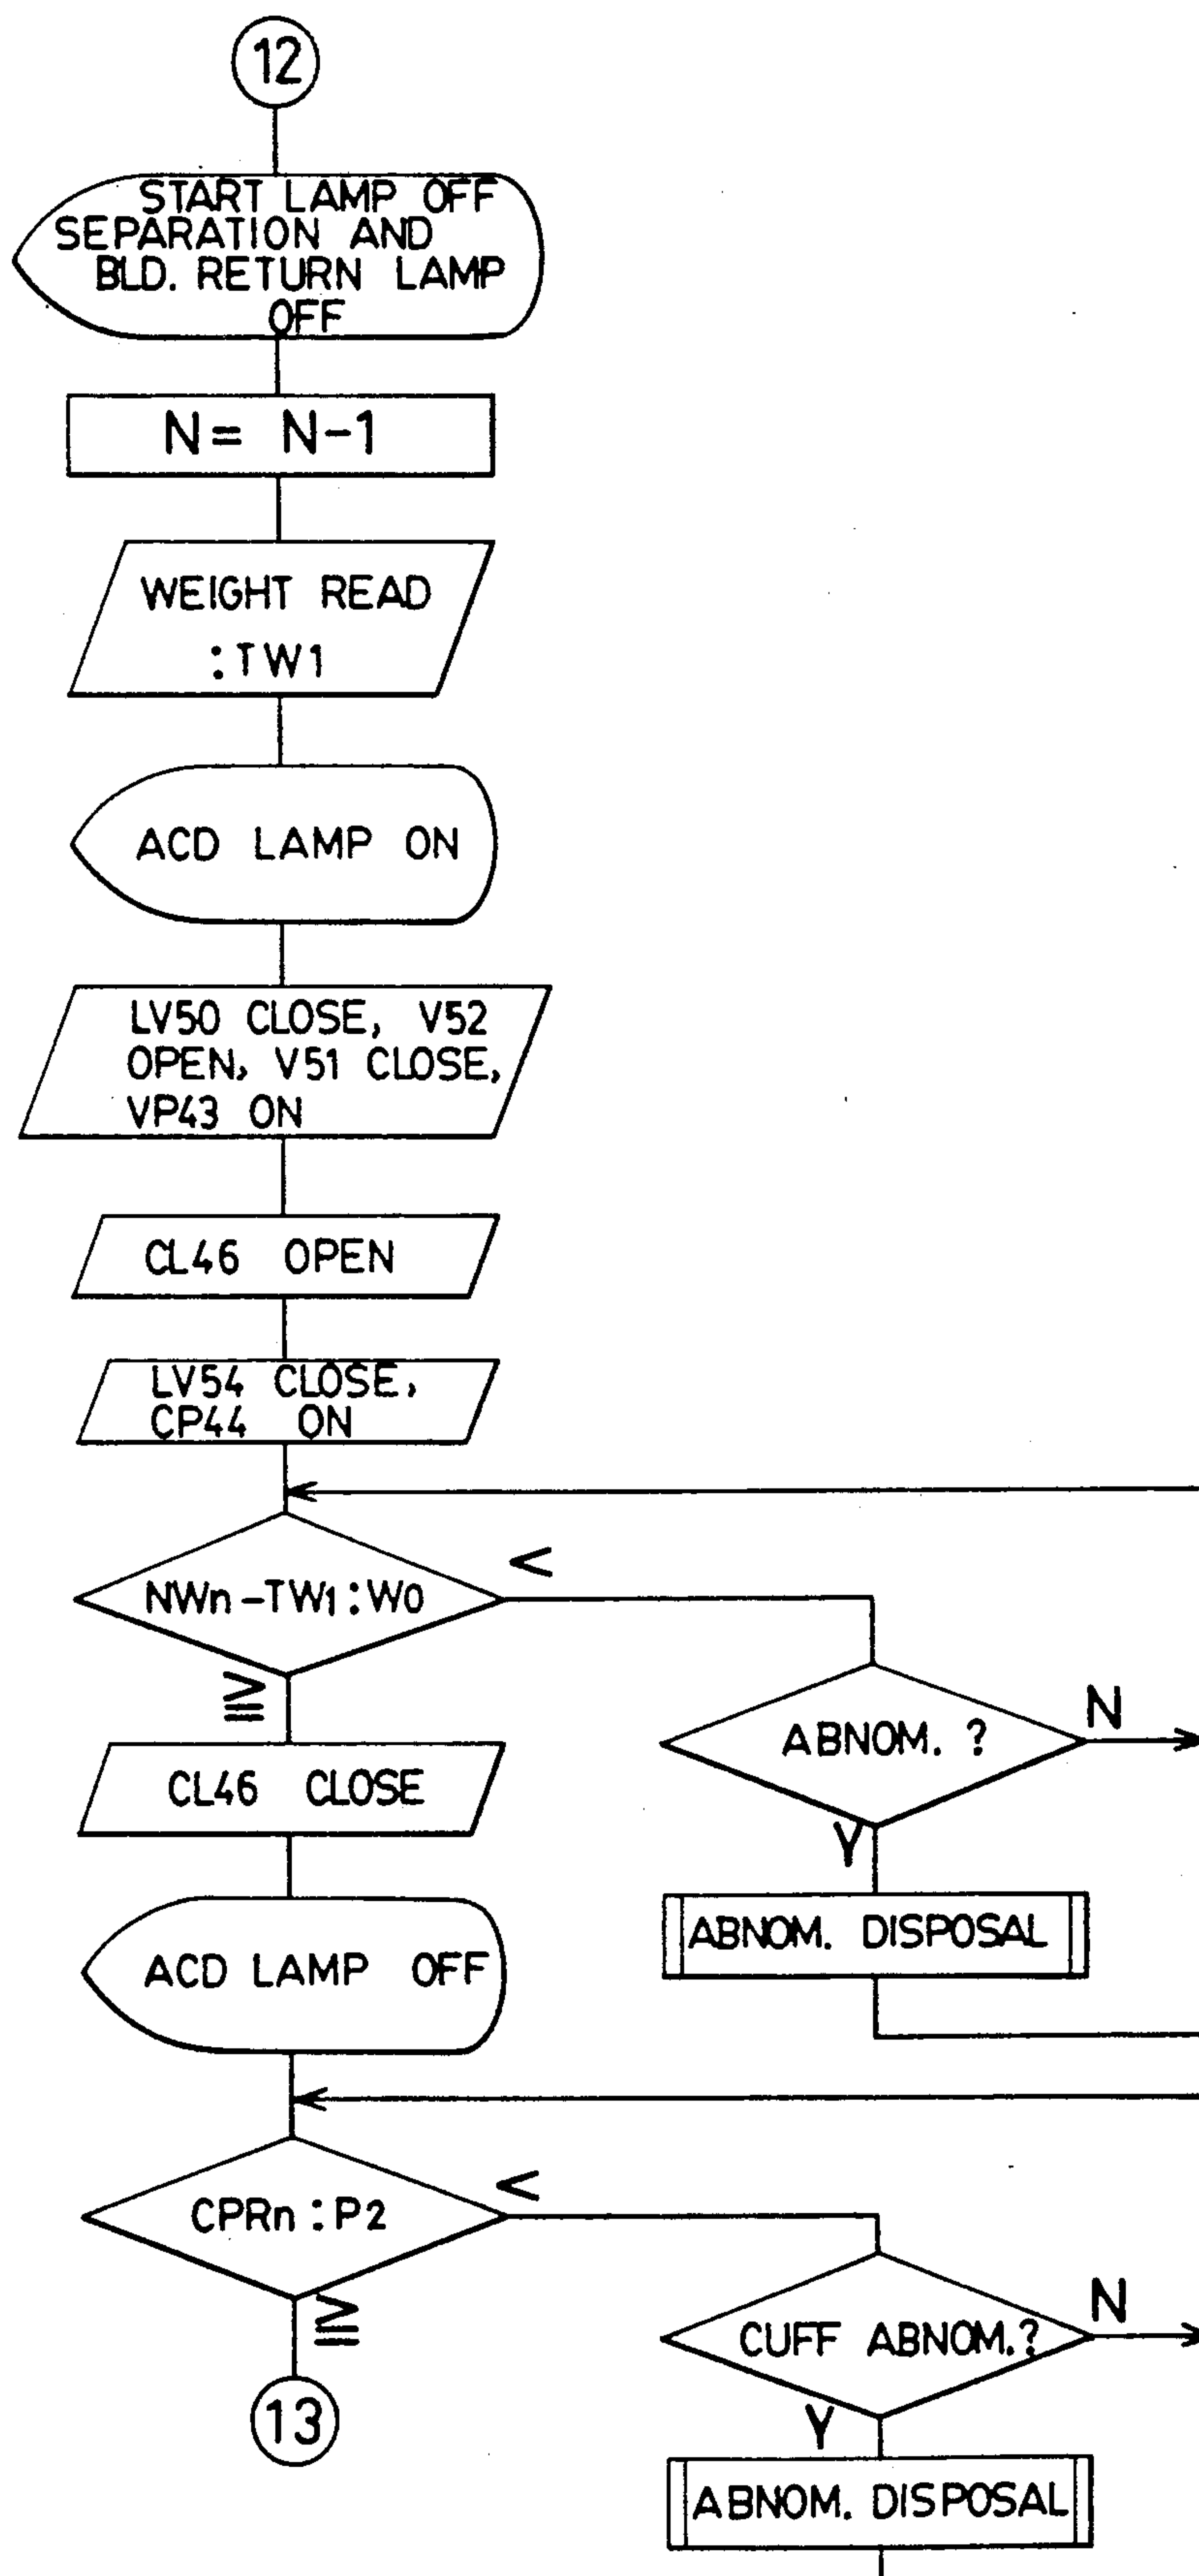 12
START LAMP OFF
SEPARATION AND
BLD. RETURN LAMP
OFF
N= N-1
WEIGHT READ
:TW1
ACD LAMP ON
LV50 CLOSE, V52
OPEN, V51 CLOSE,
VP43 ON
CL46 OPEN
LV54 CLOSE,
CP44 ON
<
NWn-TW1:W0
≧
N
ABNOM. ?
CL46 CLOSE
Y
ABNOM. DISPOSAL
ACD LAMP OFF
<
CPRn:P2
≧
N
CUFF ABNOM.?
13
Y
ABNOM. DISPOSAL